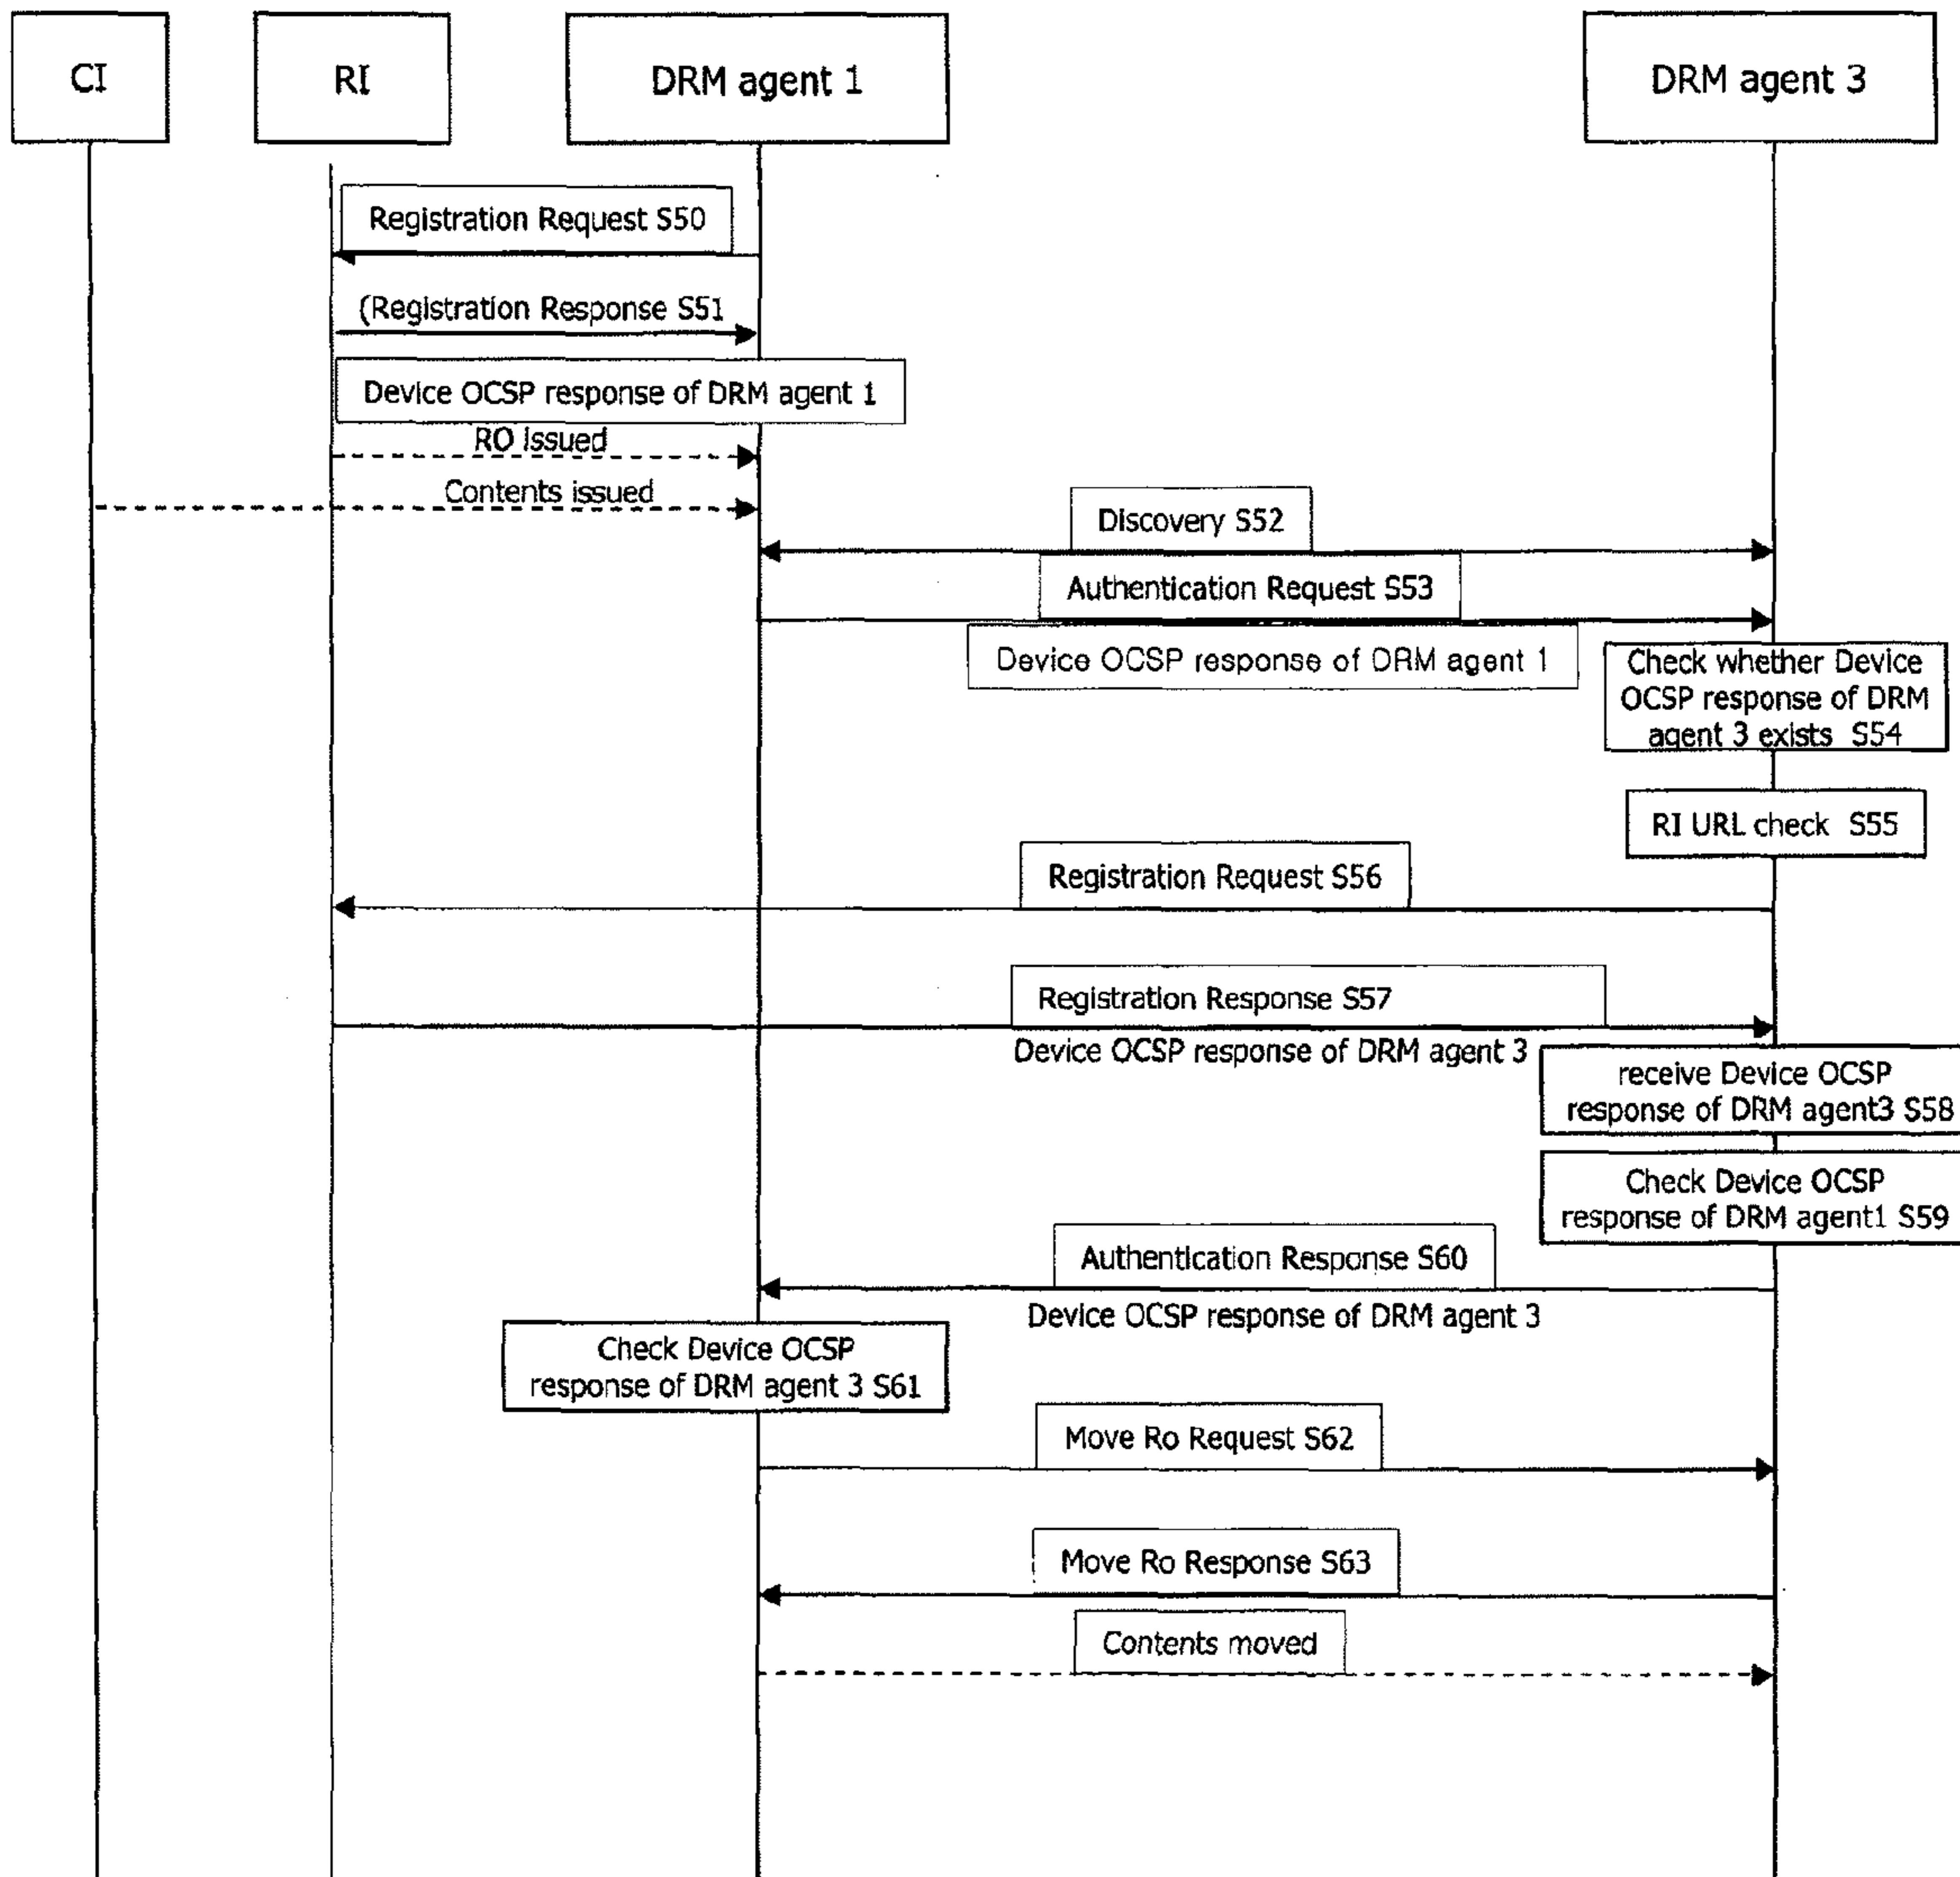 CI
RI
DRM agent 1
DRM agent 3
Registration Request S50
(Registration Response S51
Device OCSP response of DRM agent 1
RO issued
Contents issued
Discovery S52
Authentication Request S53
Device OCSP response of DRM agent 1
Check whether Device
OCSP response of DRM
agent 3 exists S54
RI URL check S55
Registration Request S56
Registration Response S57
Device OCSP response of DRM agent 3
receive Device OCSP
response of DRM agent3 S58
Check Device OCSP
response of DRM agent1 S59
Authentication Response S60
Device OCSP response of DRM agent 3
Check Device OCSP
response of DRM agent 3 S61
Move Ro Request S62
Move Ro Response S63
Contents moved